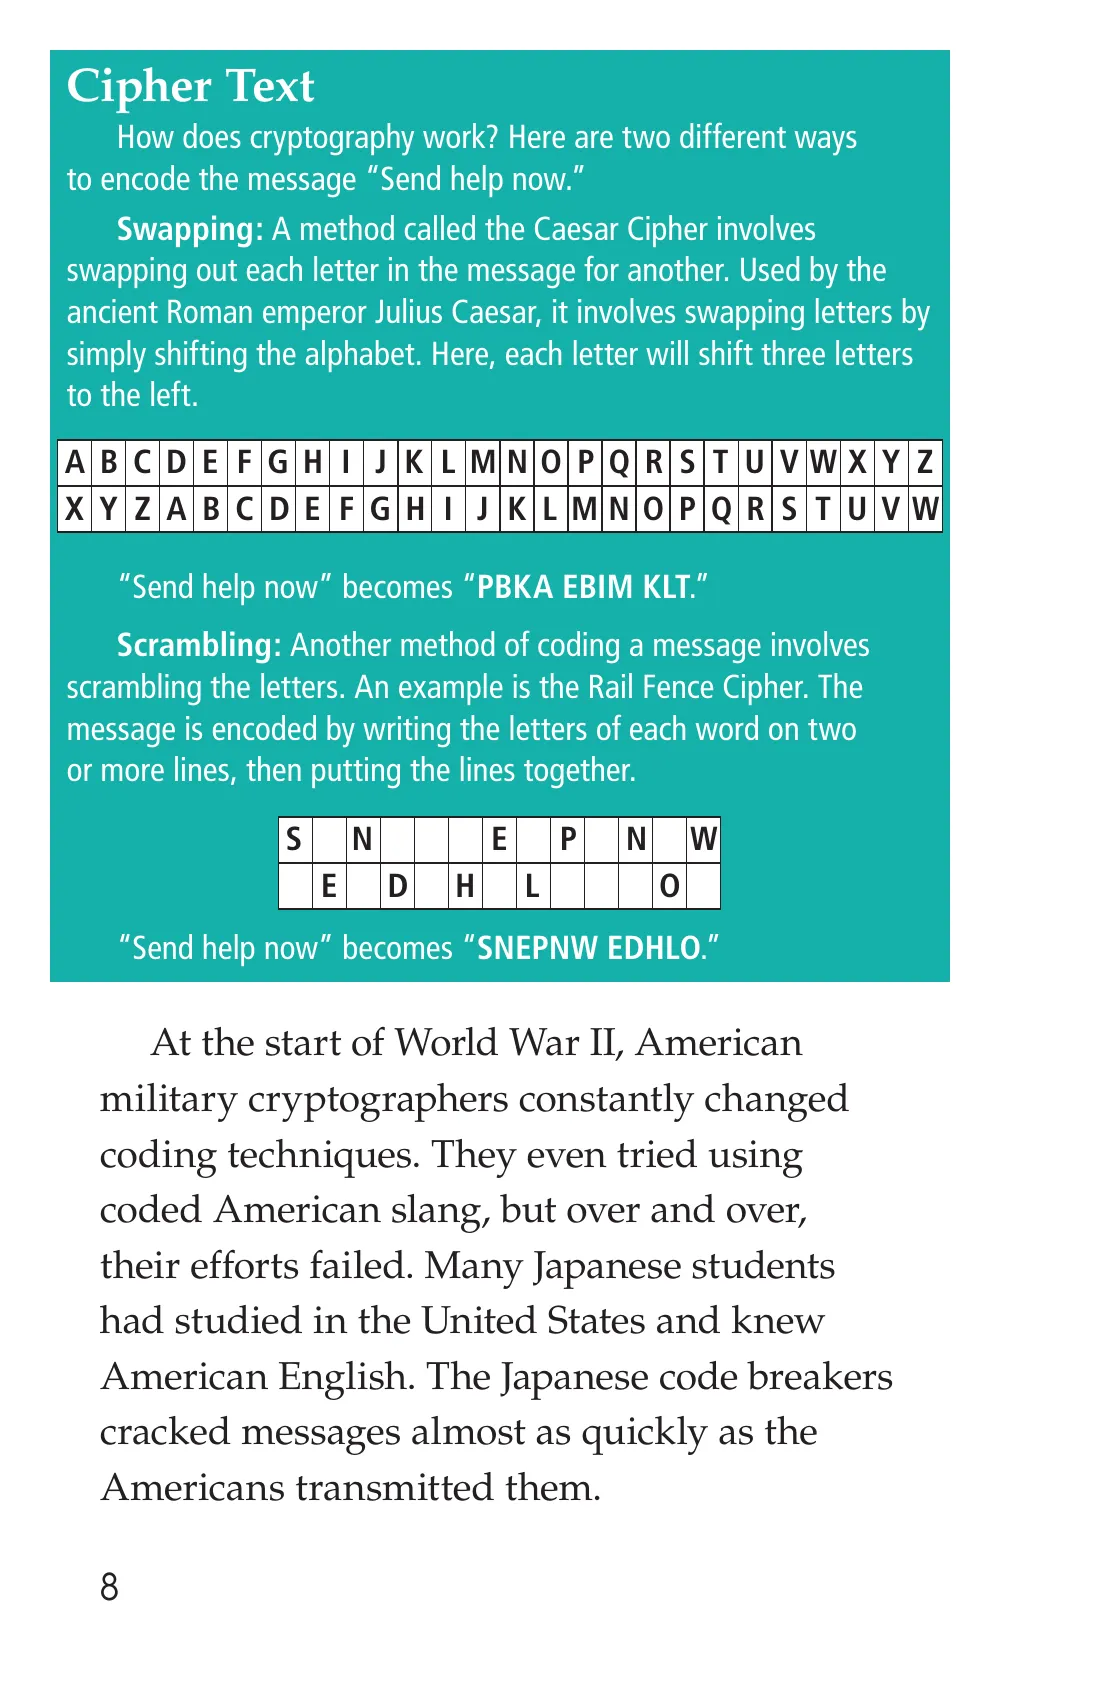 Cipher Text
How does cryptography work? Here are two different ways
to encode the message “Send help now.”
Swapping: A method called the Caesar Cipher involves
swapping out each letter in the message for another. Used by the
ancient Roman emperor Julius Caesar, it involves swapping letters by
simply shifting the alphabet. Here, each letter will shift three letters
to the left.
A B C D E F G H I J K L M N O P Q R S T U V W X Y Z
X Y Z A B C D E F G H I J K L M N O P Q R S T U V W
“Send help now” becomes “PBKA EBIM KLT.”
Scrambling: Another method of coding a message involves
scrambling the letters. An example is the Rail Fence Cipher. The
message is encoded by writing the letters of each word on two
or more lines, then putting the lines together.
S N E P N W
E D H L O
“Send help now” becomes “SNEPNW EDHLO.”
At the start of World War II, American
military cryptographers constantly changed
coding techniques. They even tried using
coded American slang, but over and over,
their efforts failed. Many Japanese students
had studied in the United States and knew
American English. The Japanese code breakers
cracked messages almost as quickly as the
Americans transmitted them.
8